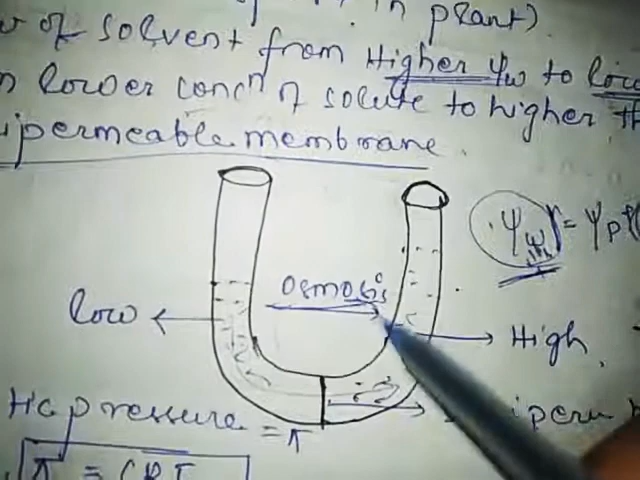 in plant).
of solvent from Higher Ψw to low
lower concⁿ of solute to higher
permeable membrane.
Ψw = Ψp
osmosis
low
High
pressure = π
π = CRT